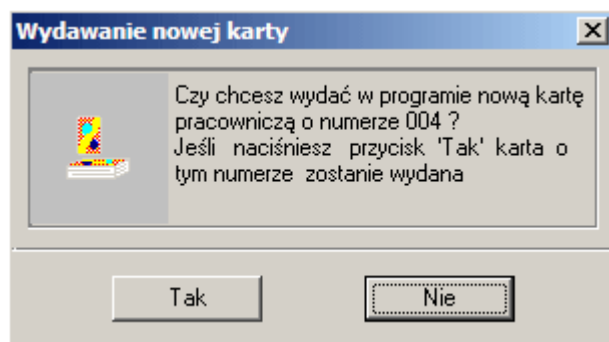 Wydawanie nowej karty
Czy chcesz wydać w programie nową kartę
pracowniczą o numerze 004 ?
Jeśli naciśniesz przycisk 'Tak' karta o
tym numerze zostanie wydana
Tak
Nie